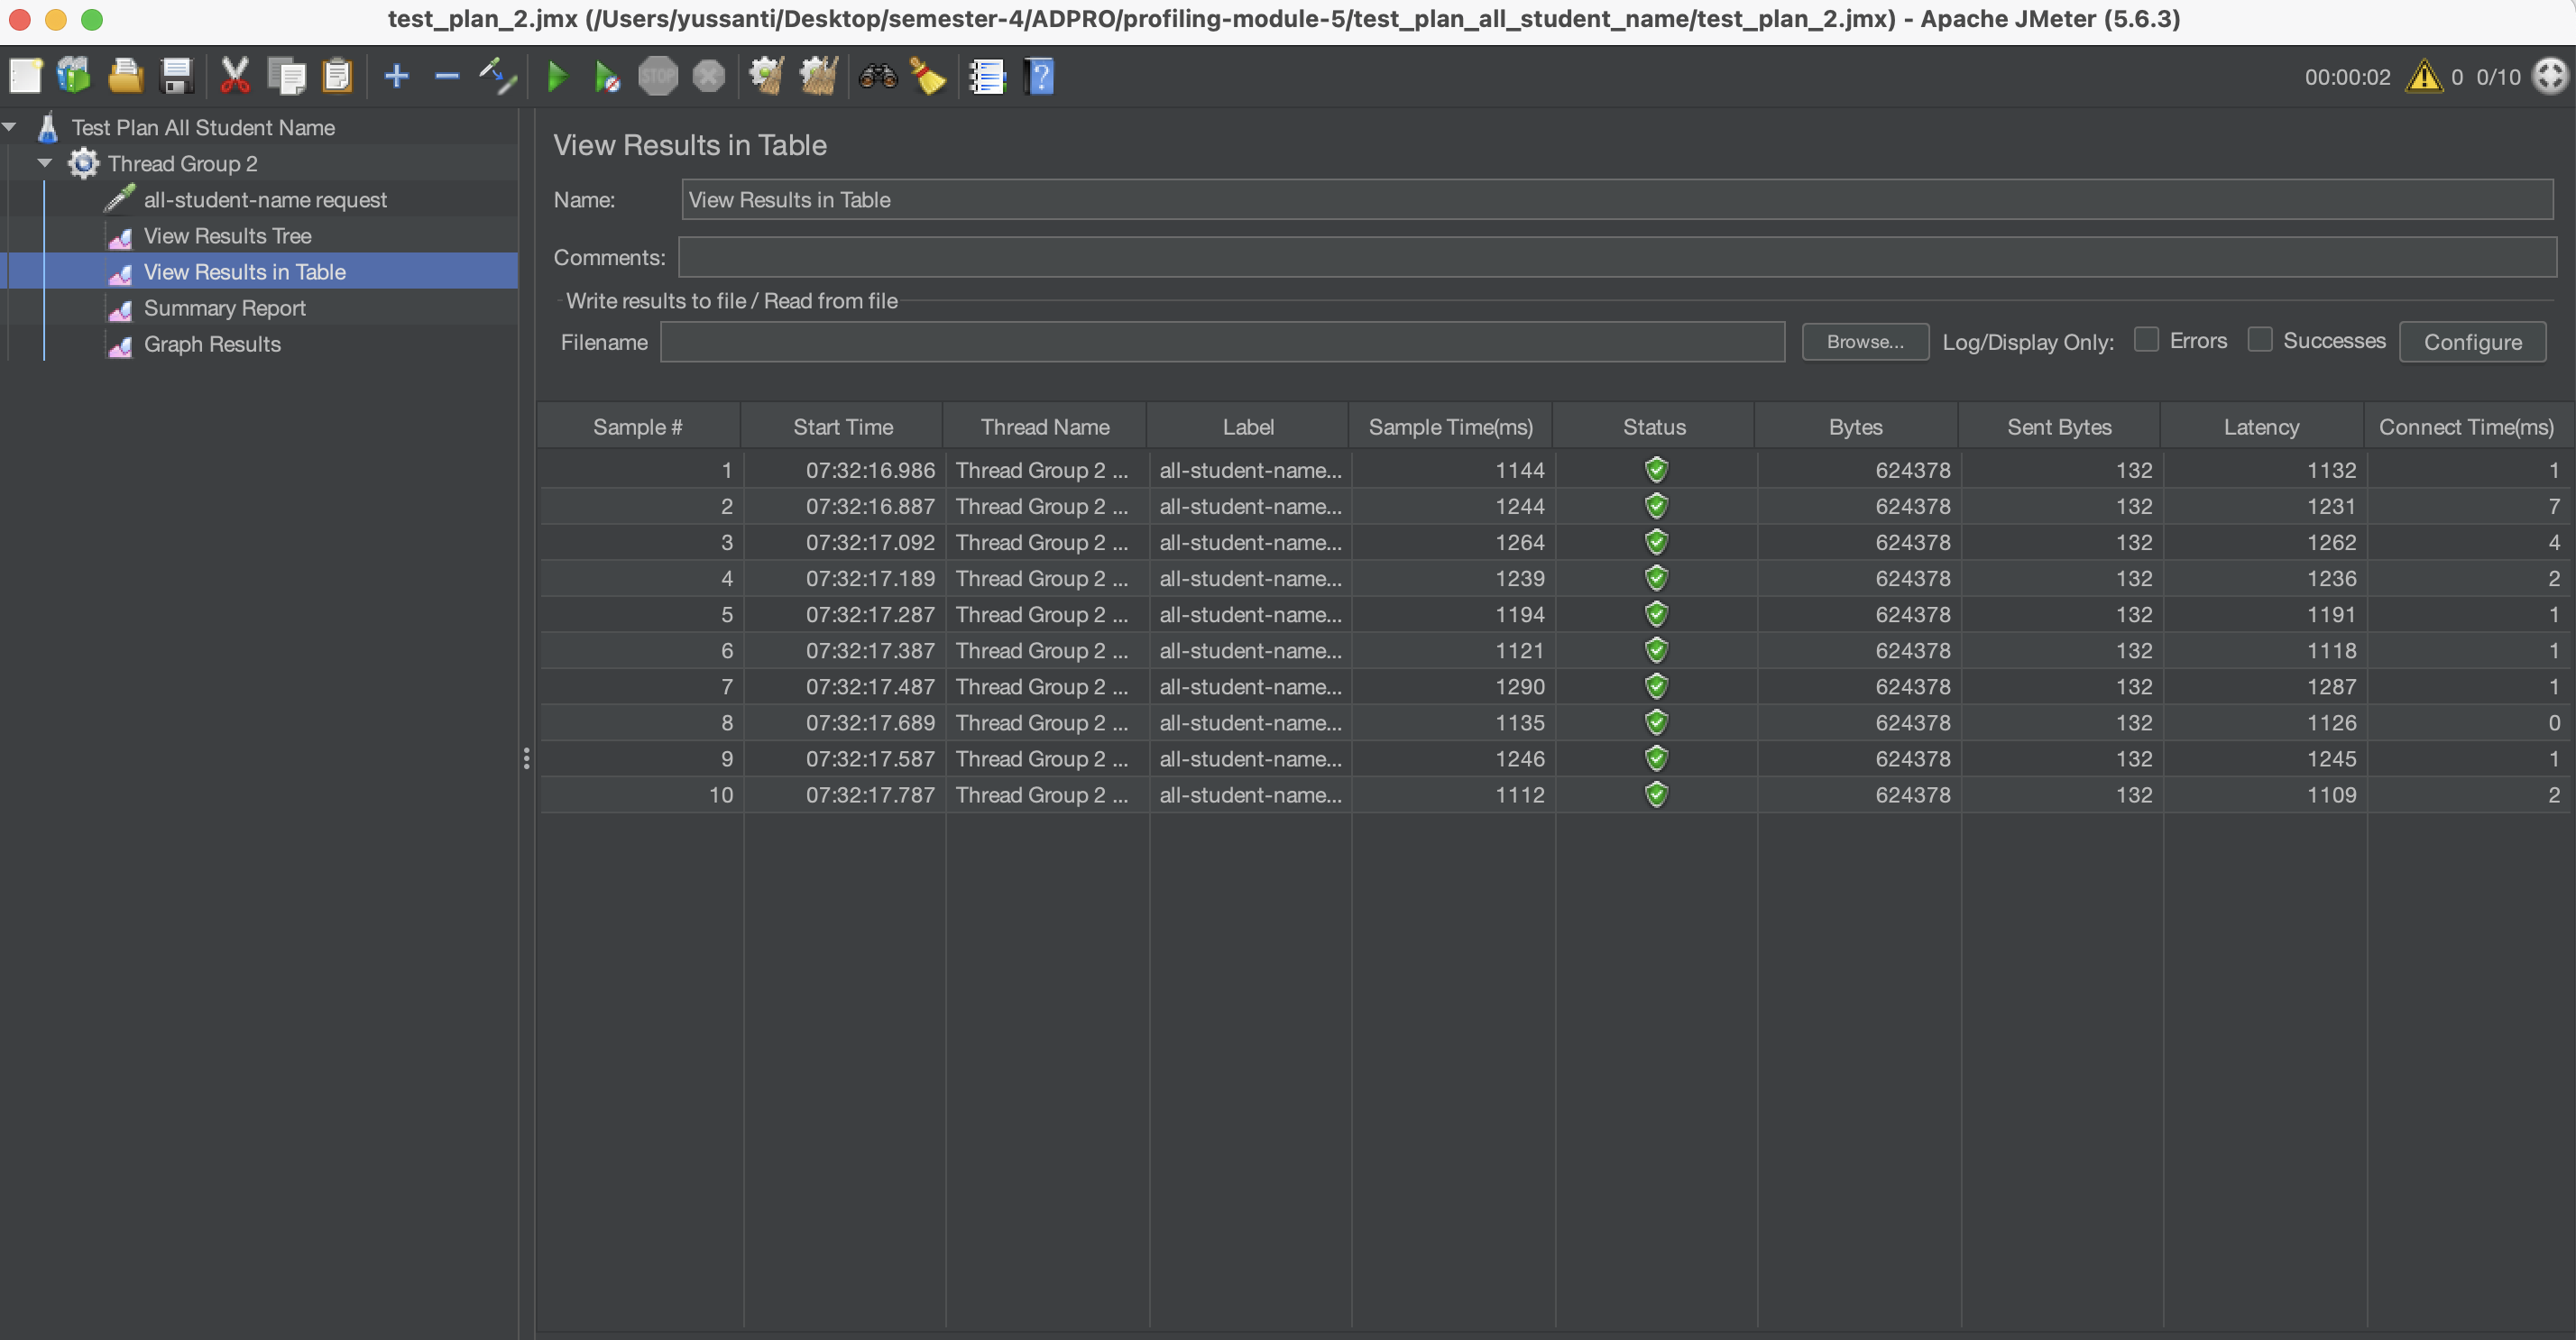 test_plan_2.jmx (/Users/yussanti/Desktop/semester-4/ADPRO/profiling-module-5/test_plan_all_student_name/test_plan_2.jmx) - Apache JMeter (5.6.3)
STOP ? 00:00:02 0 0/10
Test Plan All Student Name
Thread Group 2
all-student-name request
View Results Tree
View Results in Table
Summary Report
Graph Results
View Results in Table
Name: View Results in Table
Comments:
Write results to file / Read from file
Filename Browse... Log/Display Only: Errors Successes Configure
Sample # Start Time Thread Name Label Sample Time(ms) Status Bytes Sent Bytes Latency Connect Time(ms)
1 07:32:16.986 Thread Group 2 ... all-student-name... 1144 624378 132 1132 1
2 07:32:16.887 Thread Group 2 ... all-student-name... 1244 624378 132 1231 7
3 07:32:17.092 Thread Group 2 ... all-student-name... 1264 624378 132 1262 4
4 07:32:17.189 Thread Group 2 ... all-student-name... 1239 624378 132 1236 2
5 07:32:17.287 Thread Group 2 ... all-student-name... 1194 624378 132 1191 1
6 07:32:17.387 Thread Group 2 ... all-student-name... 1121 624378 132 1118 1
7 07:32:17.487 Thread Group 2 ... all-student-name... 1290 624378 132 1287 1
8 07:32:17.689 Thread Group 2 ... all-student-name... 1135 624378 132 1126 0
9 07:32:17.587 Thread Group 2 ... all-student-name... 1246 624378 132 1245 1
10 07:32:17.787 Thread Group 2 ... all-student-name... 1112 624378 132 1109 2